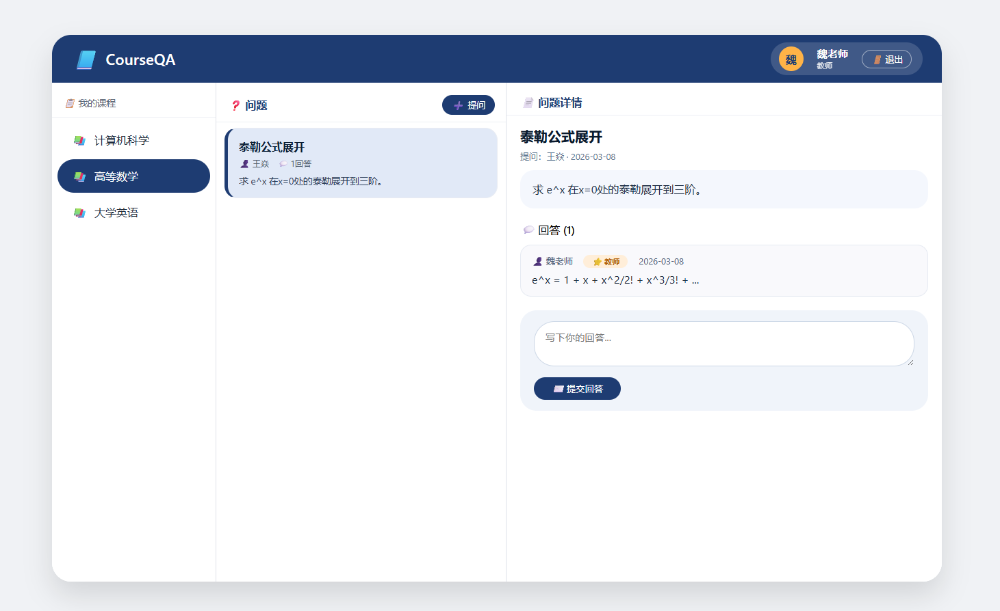 CourseQA
魏
魏老师
教师
退出
我的课程
计算机科学
高等数学
大学英语
问题
提问
泰勒公式展开
王焱 1回答
求 e^x 在x=0处的泰勒展开到三阶。
问题详情
泰勒公式展开
提问：王焱 · 2026-03-08
求 e^x 在x=0处的泰勒展开到三阶。
回答 (1)
魏老师 教师 2026-03-08
e^x = 1 + x + x^2/2! + x^3/3! + ...
写下你的回答...
提交回答